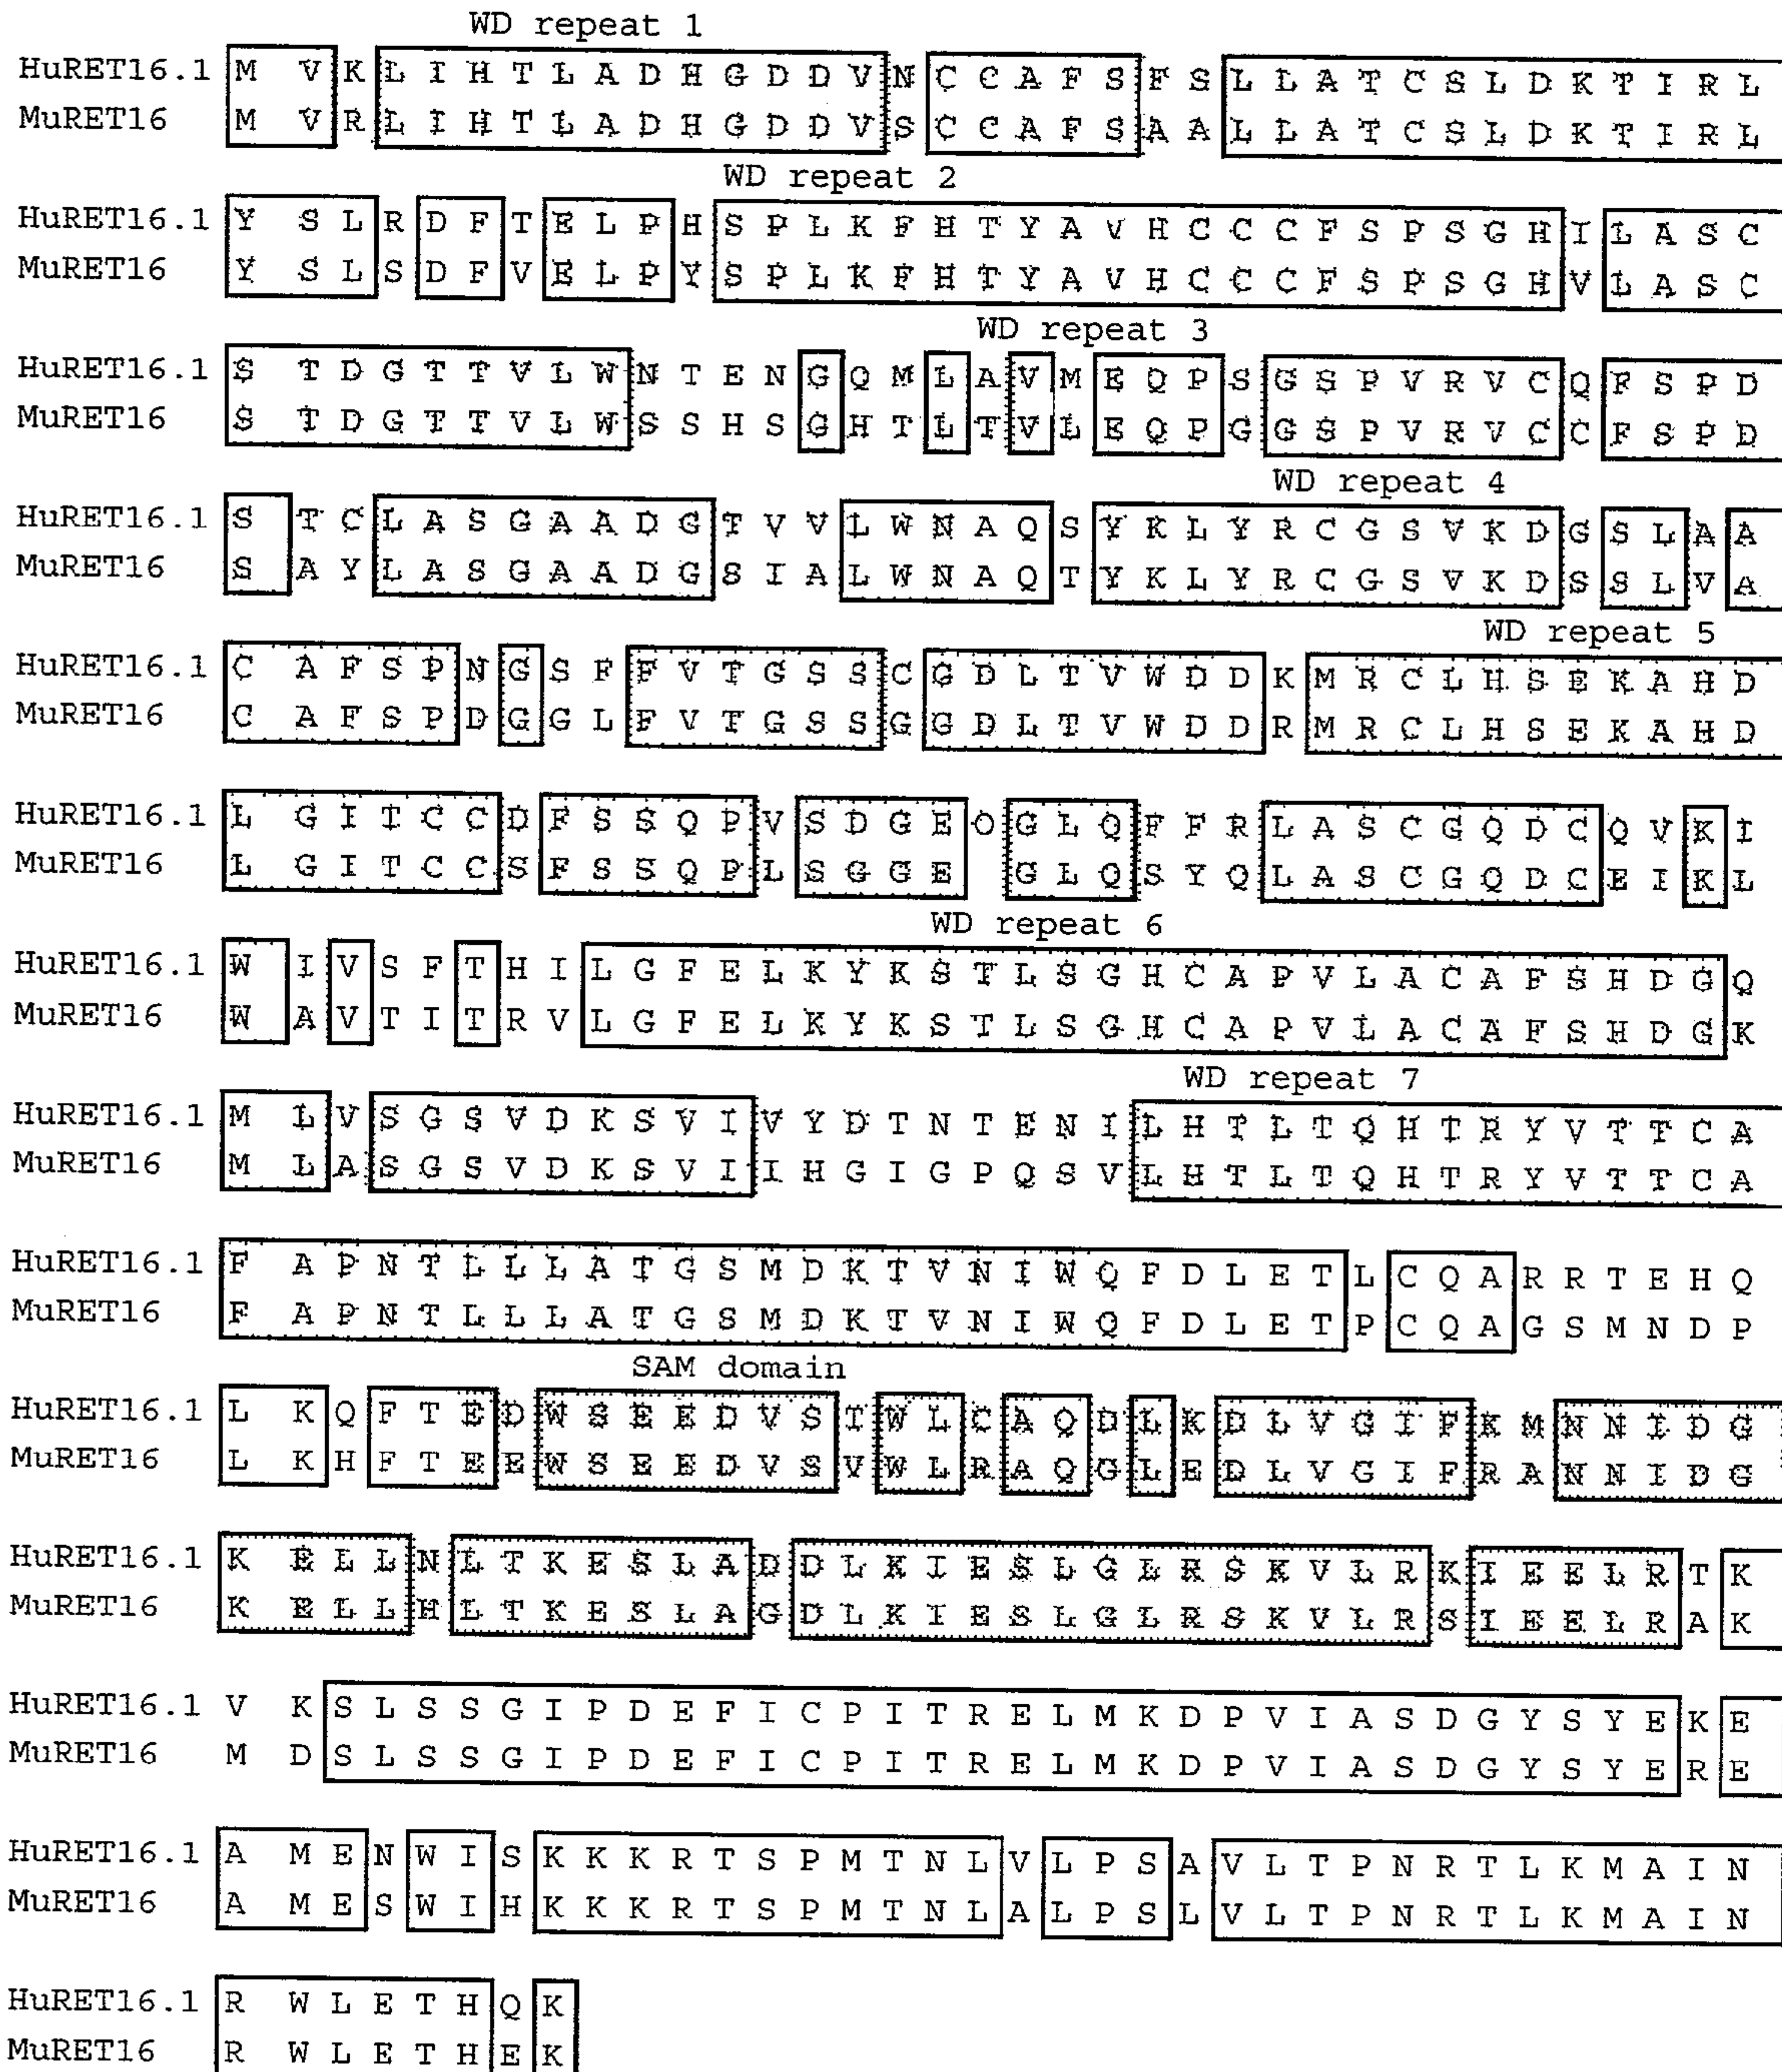 WD repeat 1
HuRET16.1 M V K L I H T L A D H G D D V N C C A F S F S L L A T C S L D K T I R L
MuRET16 M V R L I H T L A D H G D D V S C C A F S A A L L A T C S L D K T I R L
WD repeat 2
HuRET16.1 Y S L R D F T E L P H S P L K F H T Y A V H C C C F S P S G H I L A S C
MuRET16 Y S L S D F V E L P Y S P L K F H T Y A V H C C C F S P S G H V L A S C
WD repeat 3
HuRET16.1 S T D G T T V L W N T E N G Q M L A V M E Q P S G S P V R V C Q F S P D
MuRET16 S T D G T T V L W S S H S G H T L T V L E Q P G G S P V R V C C F S P D
WD repeat 4
HuRET16.1 S T C L A S G A A D G T V V L W N A Q S Y K L Y R C G S V K D G S L A A
MuRET16 S A Y L A S G A A D G S I A L W N A Q T Y K L Y R C G S V K D S S L V A
WD repeat 5
HuRET16.1 C A F S P N G S F F V T G S S C G D L T V W D D K M R C L H S E K A H D
MuRET16 C A F S P D G G L F V T G S S G G D L T V W D D R M R C L H S E K A H D
HuRET16.1 L G I T C C D F S S Q P V S D G E Q G L Q F F R L A S C G Q D C Q V K I
MuRET16 L G I T C C S F S S Q P L S G G E G L Q S Y Q L A S C G Q D C E I K L
WD repeat 6
HuRET16.1 W I V S F T H I L G F E L K Y K S T L S G H C A P V L A C A F S H D G Q
MuRET16 W A V T I T R V L G F E L K Y K S T L S G H C A P V L A C A F S H D G K
WD repeat 7
HuRET16.1 M L V S G S V D K S V I V Y D T N T E N I L H T L T Q H T R Y V T T C A
MuRET16 M L A S G S V D K S V I I H G I G P Q S V L H T L T Q H T R Y V T T C A
HuRET16.1 F A P N T L L L A T G S M D K T V N I W Q F D L E T L C Q A R R T E H Q
MuRET16 F A P N T L L L A T G S M D K T V N I W Q F D L E T P C Q A G S M N D P
SAM domain
HuRET16.1 L K Q F T E D W S E E D V S T W L C A Q D L K D L V G I F K M N N I D G
MuRET16 L K H F T E E W S E E D V S V W L R A Q G L E D L V G I F R A N N I D G
HuRET16.1 K E L L N L T K E S L A D D L K I E S L G L R S K V L R K I E E L R T K
MuRET16 K E L L H L T K E S L A G D L K I E S L G L R S K V L R S I E E L R A K
HuRET16.1 V K S L S S G I P D E F I C P I T R E L M K D P V I A S D G Y S Y E K E
MuRET16 M D S L S S G I P D E F I C P I T R E L M K D P V I A S D G Y S Y E R E
HuRET16.1 A M E N W I S K K K R T S P M T N L V L P S A V L T P N R T L K M A I N
MuRET16 A M E S W I H K K K R T S P M T N L A L P S L V L T P N R T L K M A I N
HuRET16.1 R W L E T H Q K
MuRET16 R W L E T H E K